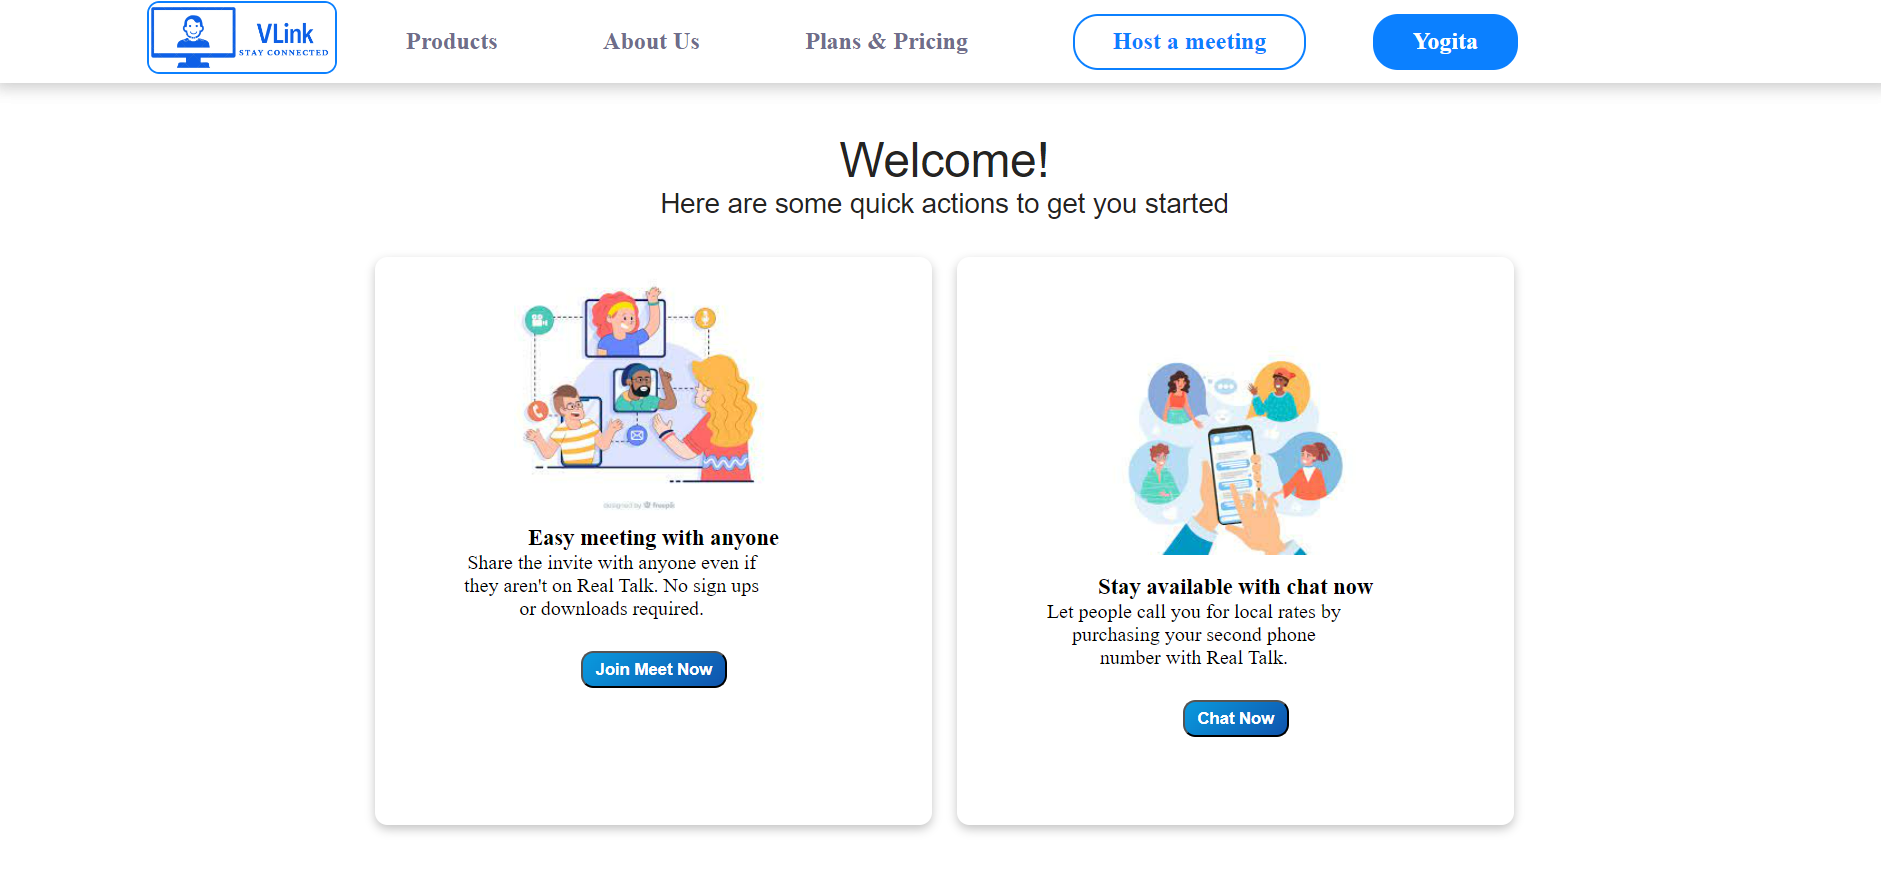 VLink
STAY CONNECTED
Products
About Us
Plans & Pricing
Host a meeting
Yogita
Welcome!
Here are some quick actions to get you started
designed by freepik
Easy meeting with anyone
Share the invite with anyone even if
they aren't on Real Talk. No sign ups
or downloads required.
Join Meet Now
Stay available with chat now
Let people call you for local rates by
purchasing your second phone
number with Real Talk.
Chat Now